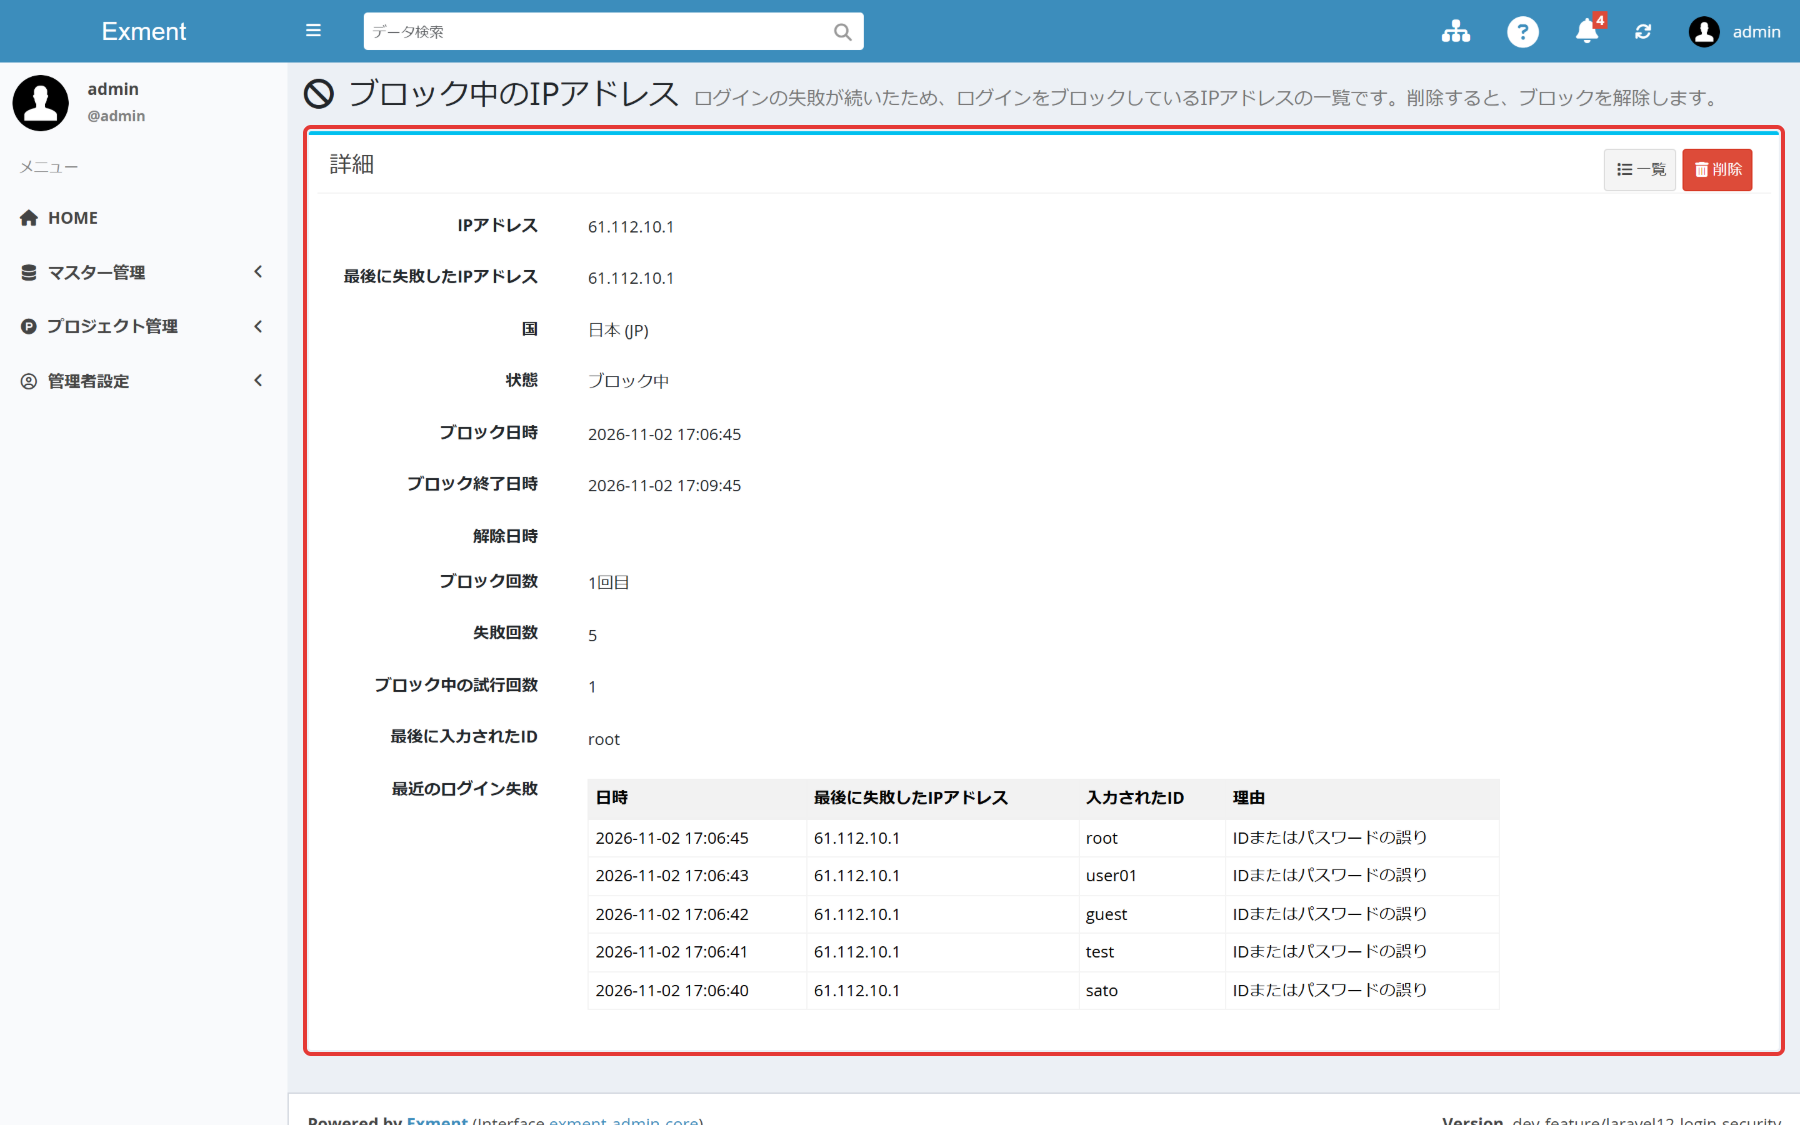 Exment
データ検索
4
admin
admin
@admin
メニュー
HOME
マスター管理
プロジェクト管理
管理者設定
ブロック中のIPアドレス ログインの失敗が続いたため、ログインをブロックしているIPアドレスの一覧です。削除すると、ブロックを解除します。
詳細
一覧
削除
IPアドレス 61.112.10.1
最後に失敗したIPアドレス 61.112.10.1
国 日本 (JP)
状態 ブロック中
ブロック日時 2026-11-02 17:06:45
ブロック終了日時 2026-11-02 17:09:45
解除日時
ブロック回数 1回目
失敗回数 5
ブロック中の試行回数 1
最後に入力されたID root
最近のログイン失敗
日時 最後に失敗したIPアドレス 入力されたID 理由
2026-11-02 17:06:45 61.112.10.1 root IDまたはパスワードの誤り
2026-11-02 17:06:43 61.112.10.1 user01 IDまたはパスワードの誤り
2026-11-02 17:06:42 61.112.10.1 guest IDまたはパスワードの誤り
2026-11-02 17:06:41 61.112.10.1 test IDまたはパスワードの誤り
2026-11-02 17:06:40 61.112.10.1 sato IDまたはパスワードの誤り
Powered by Exment (Interface exment-admin-core)
Version dev-feature/laravel12-login-security